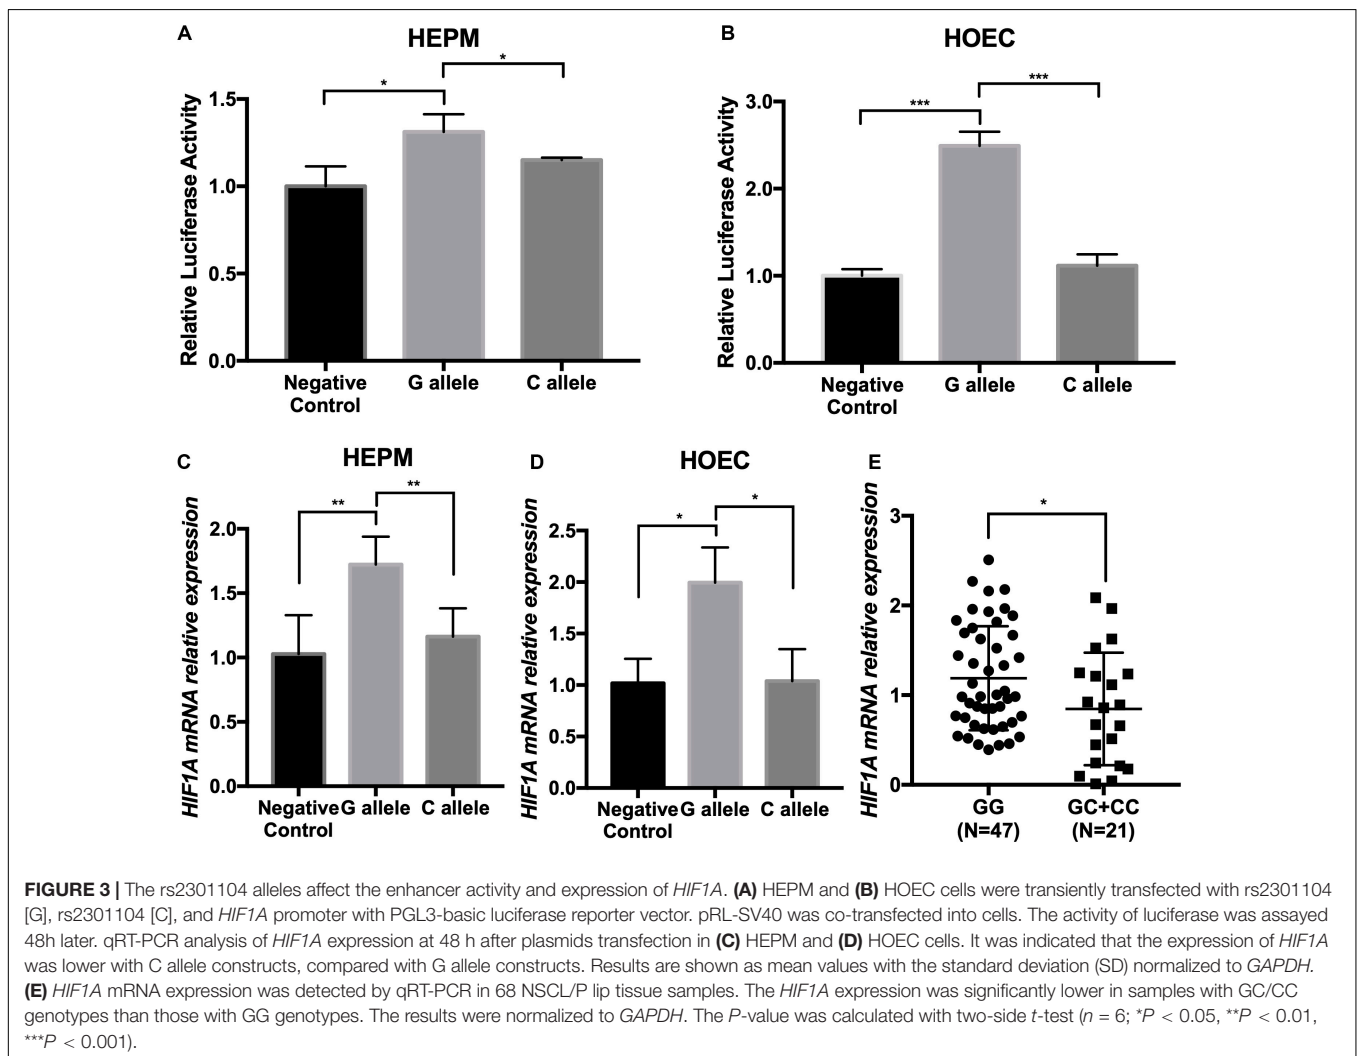 A
HEPM
*
*
Relative Luciferase Activity
1.5
1.0
0.5
0.0
Negative
Control
G allele
C allele
B
HOEC
***
***
Relative Luciferase Activity
3.0
2.0
1.0
0.0
Negative
Control
G allele
C allele
C
HEPM
**
**
HIF1A mRNA relative expression
2.0
1.5
1.0
0.5
0.0
Negative
Control
G allele
C allele
D
HOEC
*
*
HIF1A mRNA relative expression
2.5
2.0
1.5
1.0
0.5
0.0
Negative
Control
G allele
C allele
E
*
HIF1A mRNA relative expression
3
2
1
0
GG
(N=47)
GC+CC
(N=21)
FIGURE 3 | The rs2301104 alleles affect the enhancer activity and expression of HIF1A. (A) HEPM and (B) HOEC cells were transiently transfected with rs2301104
[G], rs2301104 [C], and HIF1A promoter with PGL3-basic luciferase reporter vector. pRL-SV40 was co-transfected into cells. The activity of luciferase was assayed
48h later. qRT-PCR analysis of HIF1A expression at 48 h after plasmids transfection in (C) HEPM and (D) HOEC cells. It was indicated that the expression of HIF1A
was lower with C allele constructs, compared with G allele constructs. Results are shown as mean values with the standard deviation (SD) normalized to GAPDH.
(E) HIF1A mRNA expression was detected by qRT-PCR in 68 NSCL/P lip tissue samples. The HIF1A expression was significantly lower in samples with GC/CC
genotypes than those with GG genotypes. The results were normalized to GAPDH. The P-value was calculated with two-side t-test (n = 6; *P < 0.05, **P < 0.01,
***P < 0.001).